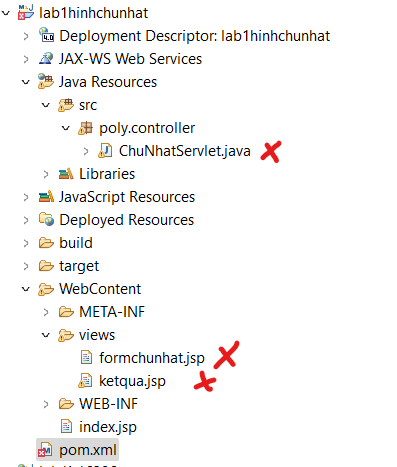 lab1hinhchunhat
Deployment Descriptor: lab1hinhchunhat
JAX-WS Web Services
Java Resources
src
poly.controller
ChuNhatServlet.java
Libraries
JavaScript Resources
Deployed Resources
build
target
WebContent
META-INF
views
formchunhat.jsp
ketqua.jsp
WEB-INF
index.jsp
pom.xml